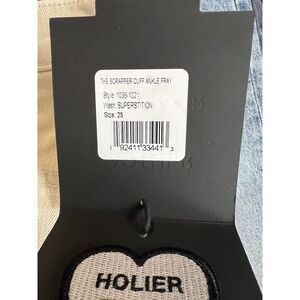 THE SCRAPPER CUFF ANKLE FRAY
Style: 1035-1021
Wash: SUPERSTITION
Size: 25
1 92411 33441 3
HOLIER